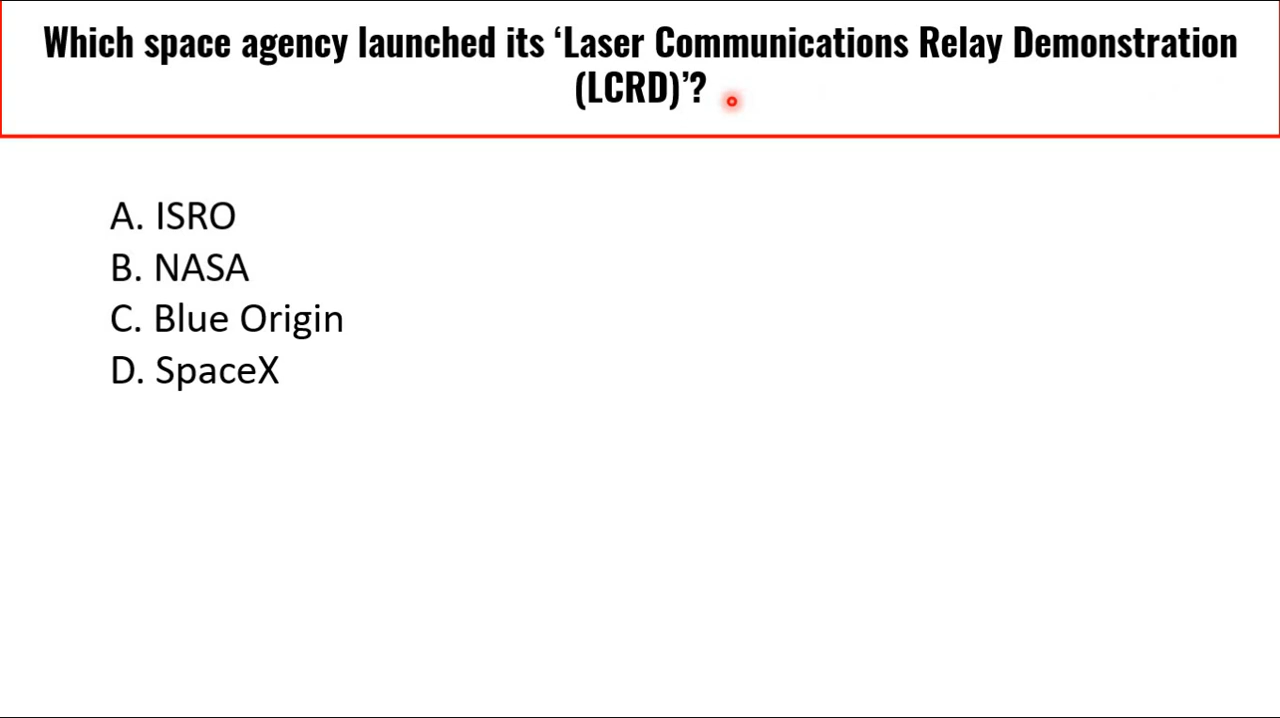 Which space agency launched its ‘Laser Communications Relay Demonstration
(LCRD)’?
A. ISRO
B. NASA
C. Blue Origin
D. SpaceX